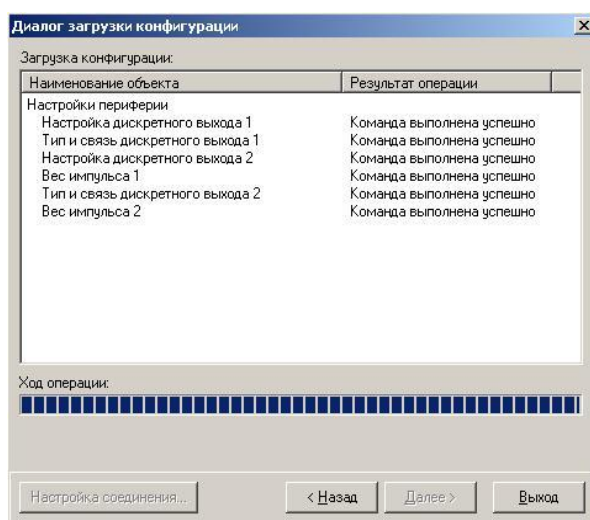 Диалог загрузки конфигурации
Загрузка конфигурации:
Наименование объекта Результат операции
Настройки периферии
Настройка дискретного выхода 1 Команда выполнена успешно
Тип и связь дискретного выхода 1 Команда выполнена успешно
Настройка дискретного выхода 2 Команда выполнена успешно
Вес импульса 1 Команда выполнена успешно
Тип и связь дискретного выхода 2 Команда выполнена успешно
Вес импульса 2 Команда выполнена успешно
Ход операции:
Настройка соединения... < Назад Далее > Выход